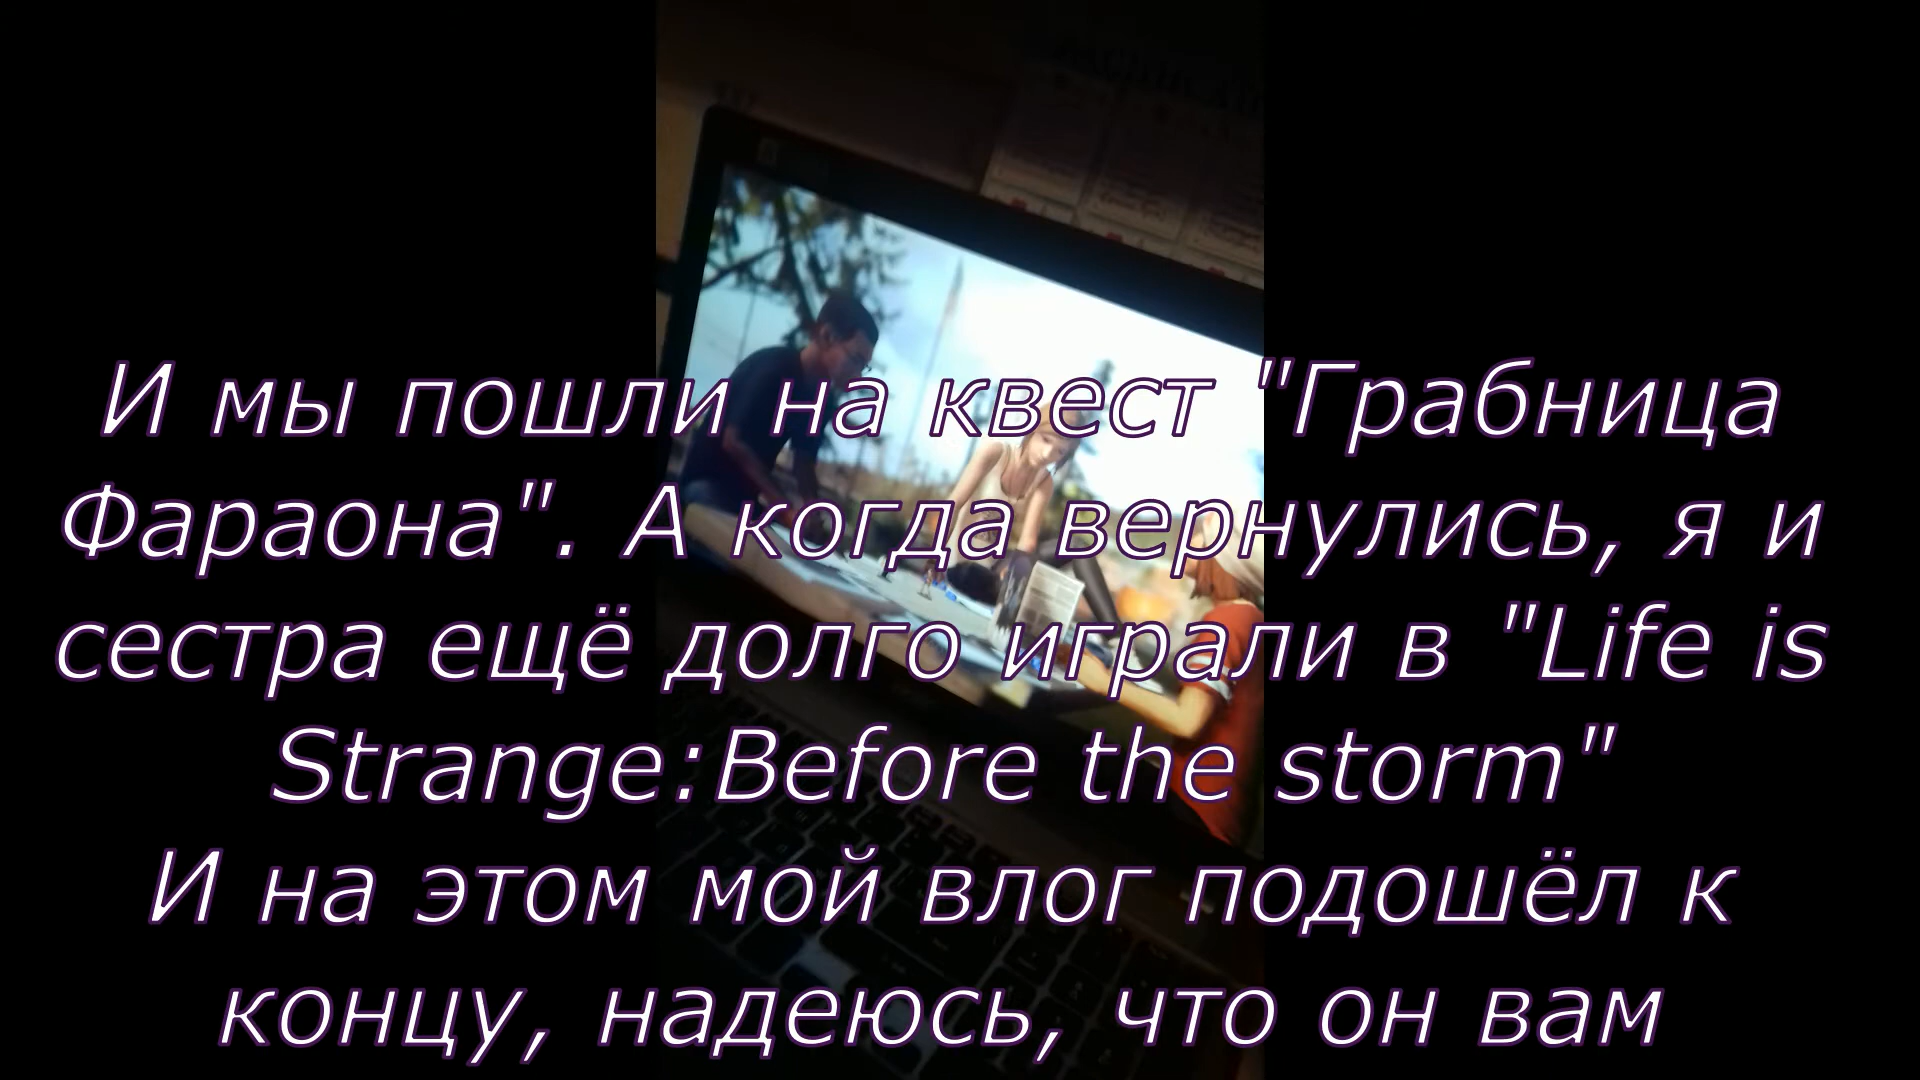 И мы пошли на квест "Грабница
Фараона". А когда вернулись, я и
сестра ещё долго играли в "Life is
Strange:Before the storm"
И на этом мой влог подошёл к
концу, надеюсь, что он вам